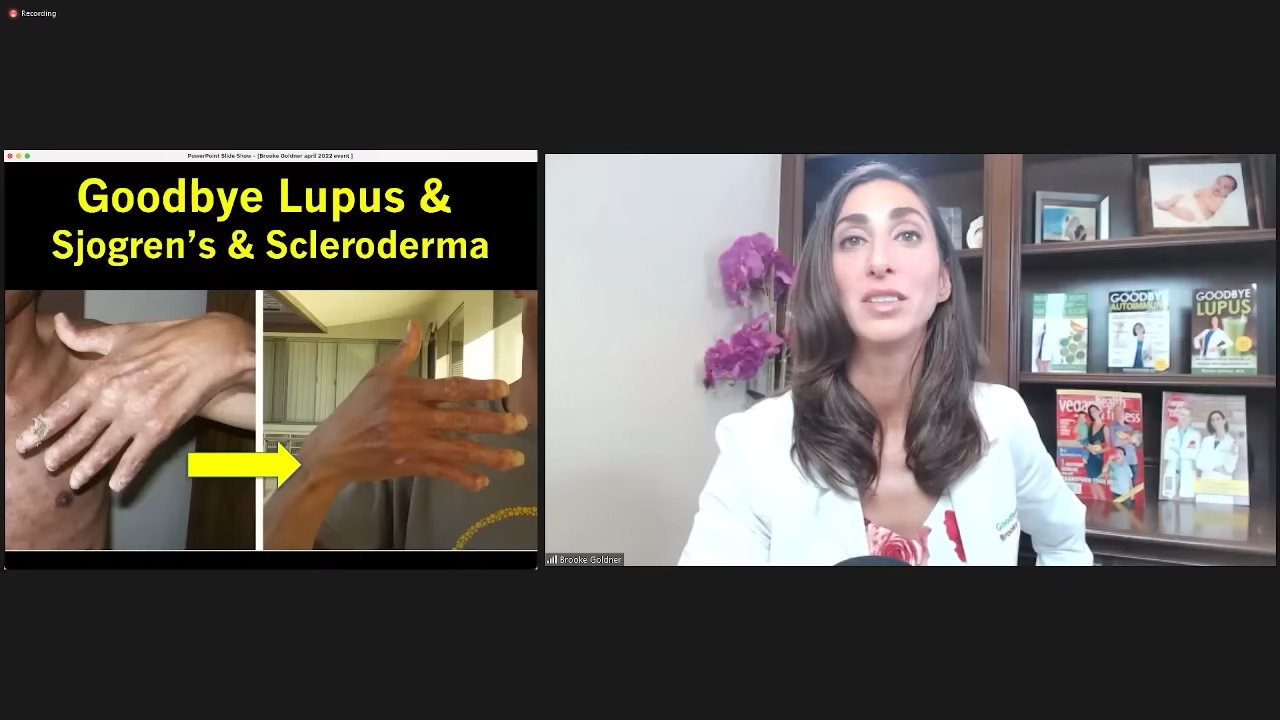 Recording
PowerPoint Slide Show - [Brooke Goldner april 2022 event ]
Goodbye Lupus &
Sjogren's & Scleroderma
Brooke Goldner
GOODBYE
AUTOIMMUNE
GOODBYE
LUPUS
vegan health
& fitness